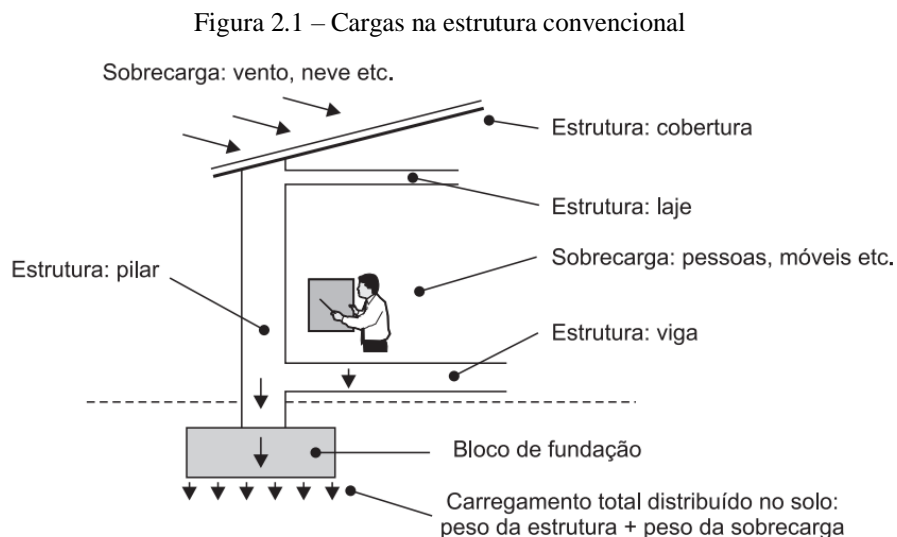 Figura 2.1 – Cargas na estrutura convencional
Sobrecarga: vento, neve etc.
Estrutura: cobertura
Estrutura: laje
Sobrecarga: pessoas, móveis etc.
Estrutura: pilar
Estrutura: viga
Bloco de fundação
Carregamento total distribuído no solo:
peso da estrutura + peso da sobrecarga